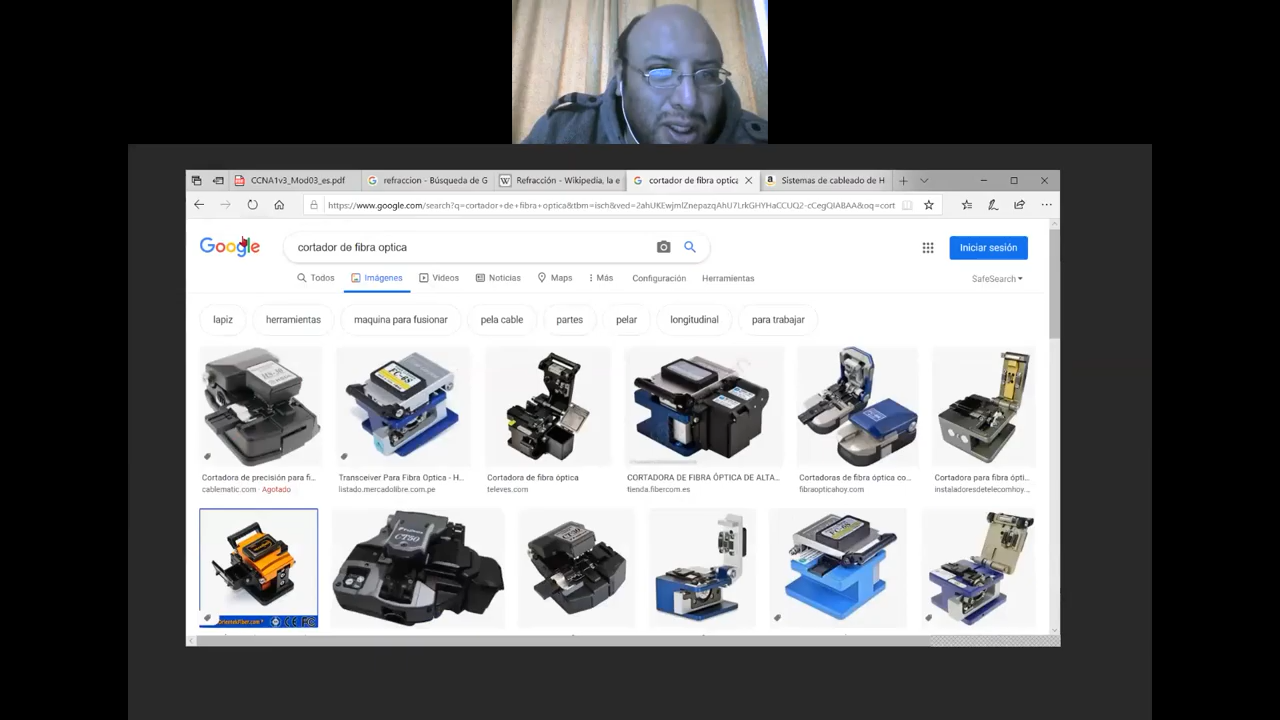 CCNA1v3_Mod03_es.pdf
refraccion - Búsqueda de G
Refracción - Wikipedia, la e
cortador de fibra optica
Sistemas de cableado de H
https://www.google.com/search?q=cortador+de+fibra+optica&tbm=isch&ved=2ahUKEwjmlZnepazqAhU7LrkGHYHaCCUQ2-cCegQIABAA&oq=cort
Google
cortador de fibra optica
Iniciar sesión
Todos
Imágenes
Videos
Noticias
Maps
Más
Configuración
Herramientas
SafeSearch
lapiz
herramientas
maquina para fusionar
pela cable
partes
pelar
longitudinal
para trabajar
FC-6S
Cortadora de precisión para fi...
Transceiver Para Fibra Optica - H...
Cortadora de fibra óptica
CORTADORA DE FIBRA ÓPTICA DE ALTA...
Cortadoras de fibra óptica co...
Cortadora para fibra ópti...
cablematic.com · Agotado
listado.mercadolibre.com.pe
televes.com
tienda.fibercom.es
fibraopticahoy.com
instaladoresdetelecomhoy....
CT50